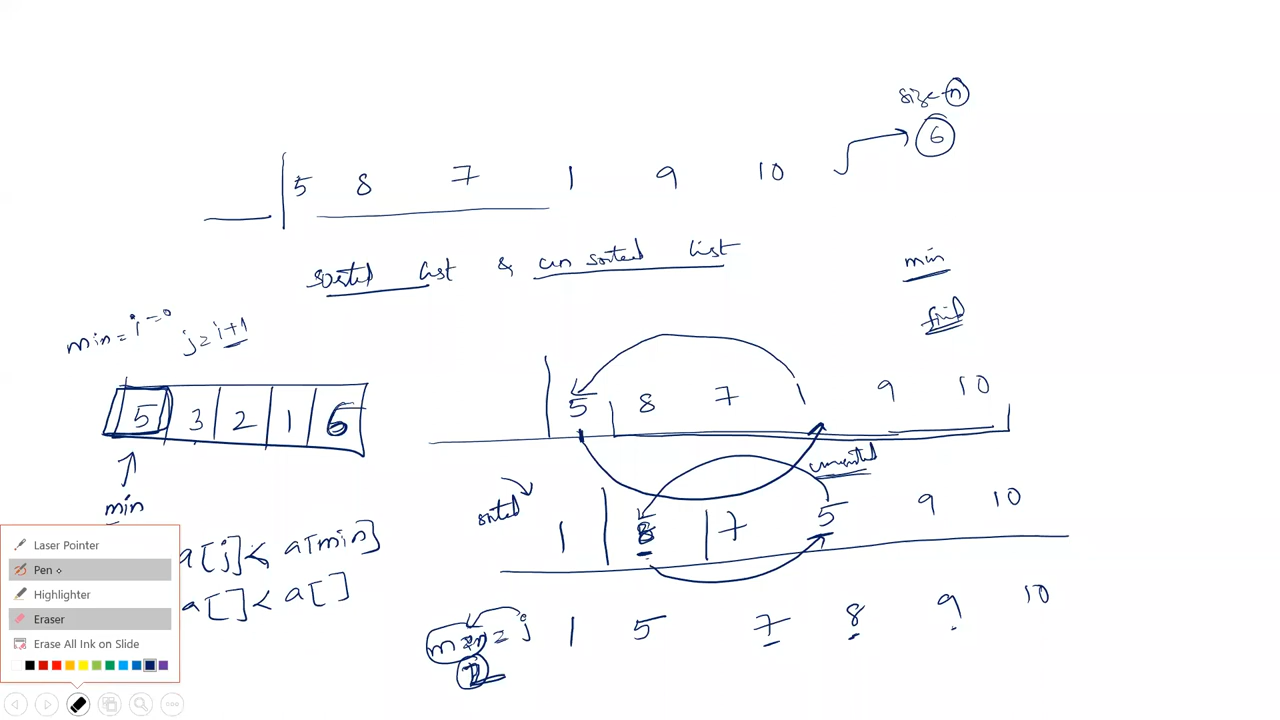 size n
6
5 8 7 1 9 10
sorted list & un sorted list
min
find
min = i = 0 j = i+1
5 8 7 1 9 10
5 3 2 1 6
unsorted
min
sorted
1 8 7 5 9 10
a[j] < a[min]
a[ ] < a[ ]
min = j 1 5 7 8 9 10
Laser Pointer
Pen
Highlighter
Eraser
Erase All Ink on Slide